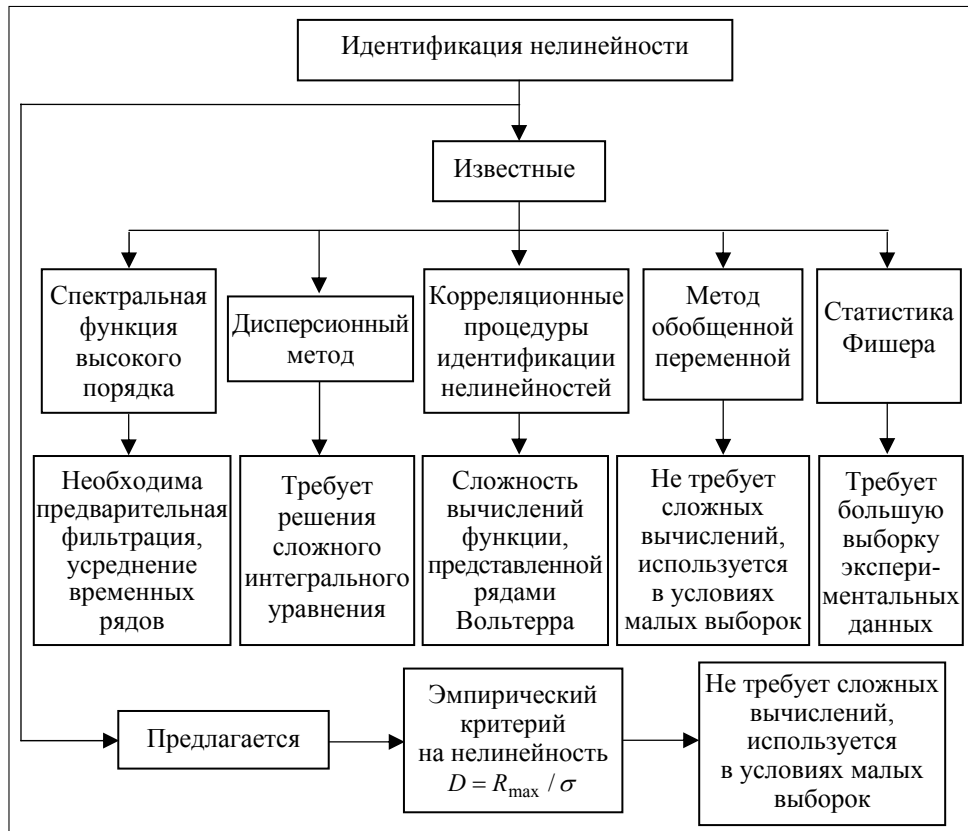 Идентификация нелинейности
Известные
Спектральная
функция
высокого
порядка
Дисперсионный
метод
Корреляционные
процедуры
идентификации
нелинейностей
Метод
обобщенной
переменной
Статистика
Фишера
Необходима
предварительная
фильтрация,
усреднение
временных
рядов
Требует
решения
сложного
интегрального
уравнения
Сложность
вычислений
функции,
представленной
рядами
Вольтерра
Не требует
сложных
вычислений,
используется
в условиях
малых выборок
Требует
большую
выборку
экспери-
ментальных
данных
Предлагается
Эмпирический
критерий
на нелинейность
D = R_max / σ
Не требует сложных
вычислений,
используется
в условиях малых
выборок